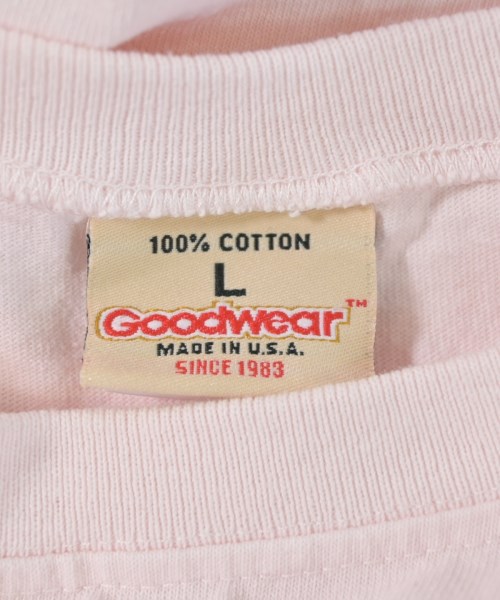 100% COTTON
L
Goodwear™
MADE IN U.S.A.
SINCE 1983